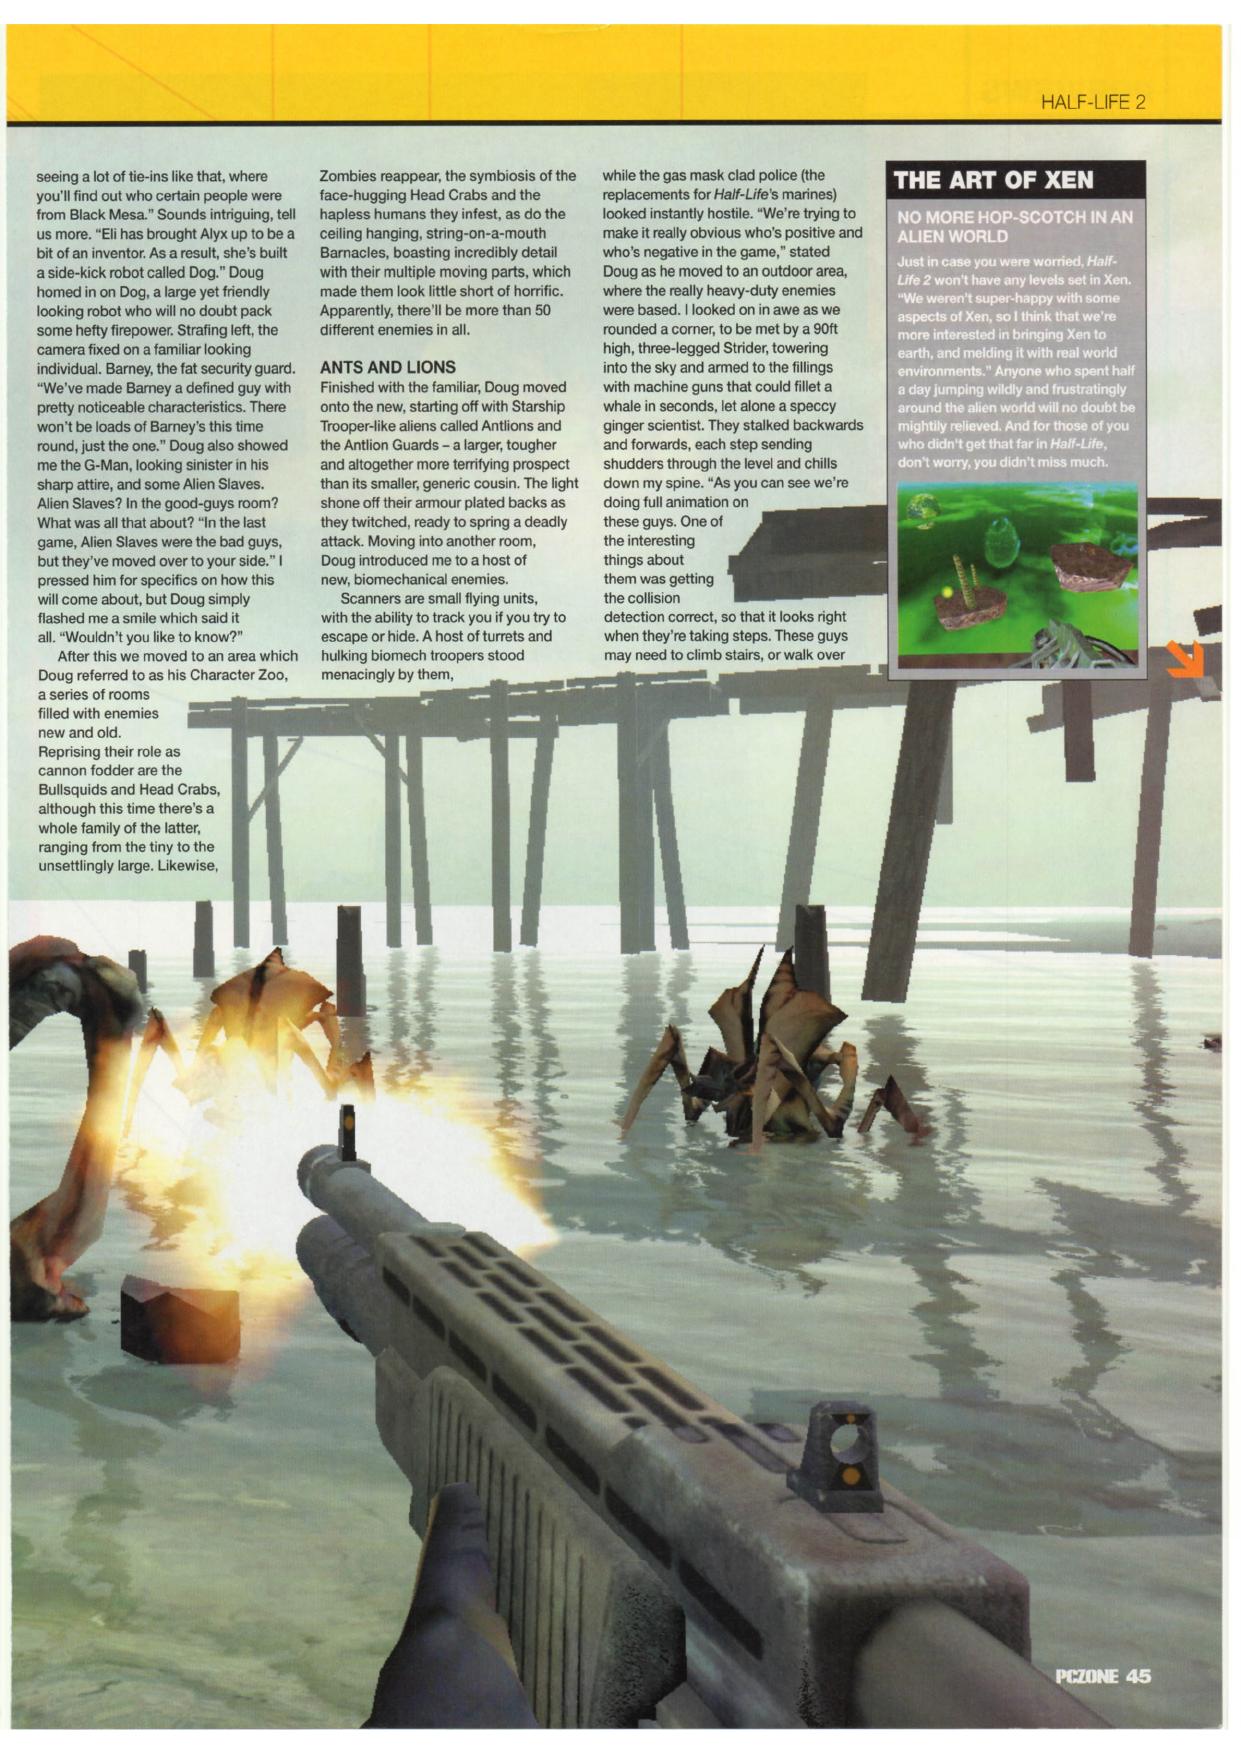 HALF-LIFE 2
seeing a lot of tie-ins like that, where
you'll find out who certain people were
from Black Mesa." Sounds intriguing, tell
us more. "Eli has brought Alyx up to be a
bit of an inventor. As a result, she's built
a side-kick robot called Dog." Doug
homed in on Dog, a large yet friendly
looking robot who will no doubt pack
some hefty firepower. Strafing left, the
camera fixed on a familiar looking
individual. Barney, the fat security guard.
"We've made Barney a defined guy with
pretty noticeable characteristics. There
won't be loads of Barney's this time
round, just the one." Doug also showed
me the G-Man, looking sinister in his
sharp attire, and some Alien Slaves.
Alien Slaves? In the good-guys room?
What was all that about? "In the last
game, Alien Slaves were the bad guys,
but they've moved over to your side." I
pressed him for specifics on how this
will come about, but Doug simply
flashed me a smile which said it
all. "Wouldn't you like to know?"
After this we moved to an area which
Doug referred to as his Character Zoo,
a series of rooms
filled with enemies
new and old.
Reprising their role as
cannon fodder are the
Bullsquids and Head Crabs,
although this time there's a
whole family of the latter,
ranging from the tiny to the
unsettlingly large. Likewise,
Zombies reappear, the symbiosis of the
face-hugging Head Crabs and the
hapless humans they infest, as do the
ceiling hanging, string-on-a-mouth
Barnacles, boasting incredibly detail
with their multiple moving parts, which
made them look little short of horrific.
Apparently, there'll be more than 50
different enemies in all.
ANTS AND LIONS
Finished with the familiar, Doug moved
onto the new, starting off with Starship
Trooper-like aliens called Antlions and
the Antlion Guards – a larger, tougher
and altogether more terrifying prospect
than its smaller, generic cousin. The light
shone off their armour plated backs as
they twitched, ready to spring a deadly
attack. Moving into another room,
Doug introduced me to a host of
new, biomechanical enemies.
Scanners are small flying units,
with the ability to track you if you try to
escape or hide. A host of turrets and
hulking biomech troopers stood
menacingly by them,
while the gas mask clad police (the
replacements for Half-Life's marines)
looked instantly hostile. "We're trying to
make it really obvious who's positive and
who's negative in the game," stated
Doug as he moved to an outdoor area,
where the really heavy-duty enemies
were based. I looked on in awe as we
rounded a corner, to be met by a 90ft
high, three-legged Strider, towering
into the sky and armed to the fillings
with machine guns that could fillet a
whale in seconds, let alone a speccy
ginger scientist. They stalked backwards
and forwards, each step sending
shudders through the level and chills
down my spine. "As you can see we're
doing full animation on
these guys. One of
the interesting
things about
them was getting
the collision
detection correct, so that it looks right
when they're taking steps. These guys
may need to climb stairs, or walk over
THE ART OF XEN
NO MORE HOP-SCOTCH IN AN
ALIEN WORLD
Just in case you were worried, Half-
Life 2 won't have any levels set in Xen.
"We weren't super-happy with some
aspects of Xen, so I think that we're
more interested in bringing Xen to
earth, and melding it with real world
environments." Anyone who spent half
a day jumping wildly and frustratingly
around the alien world will no doubt be
mightily relieved. And for those of you
who didn't get that far in Half-Life,
don't worry, you didn't miss much.
PCZONE 45